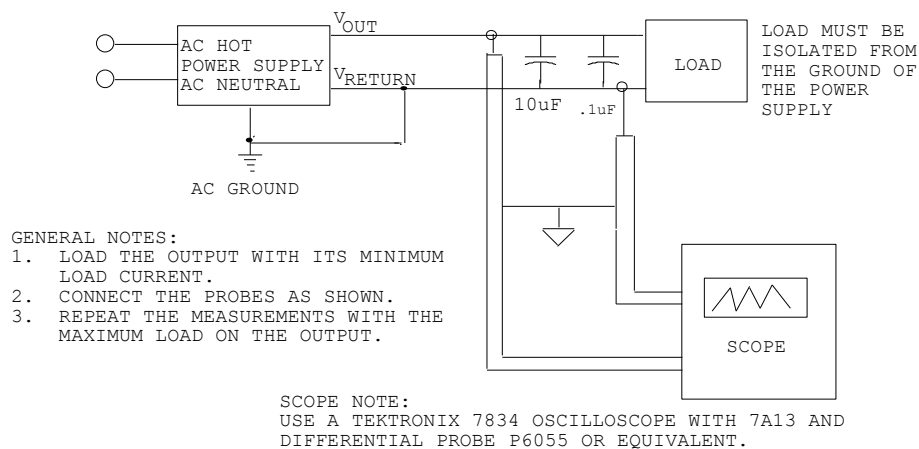 V
OUT
LOAD MUST BE
ISOLATED FROM
THE GROUND OF
THE POWER
SUPPLY
AC HOT
POWER SUPPLY
AC NEUTRAL
V
RETURN
LOAD
10uF
.1uF
AC GROUND
GENERAL NOTES:
1. LOAD THE OUTPUT WITH ITS MINIMUM
LOAD CURRENT.
2. CONNECT THE PROBES AS SHOWN.
3. REPEAT THE MEASUREMENTS WITH THE
MAXIMUM LOAD ON THE OUTPUT.
SCOPE
SCOPE NOTE:
USE A TEKTRONIX 7834 OSCILLOSCOPE WITH 7A13 AND
DIFFERENTIAL PROBE P6055 OR EQUIVALENT.